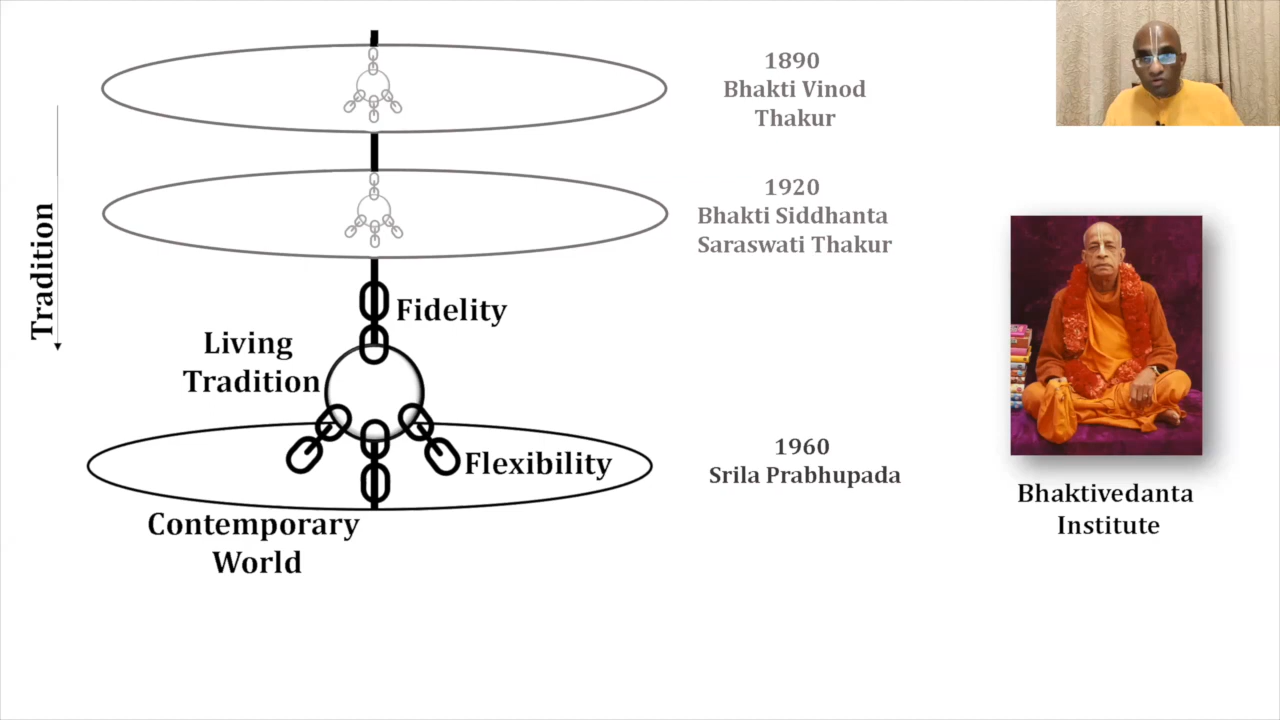 1890
Bhakti Vinod
Thakur
1920
Bhakti Siddhanta
Saraswati Thakur
Tradition
Fidelity
Living
Tradition
Flexibility
1960
Srila Prabhupada
Contemporary
World
Bhaktivedanta
Institute